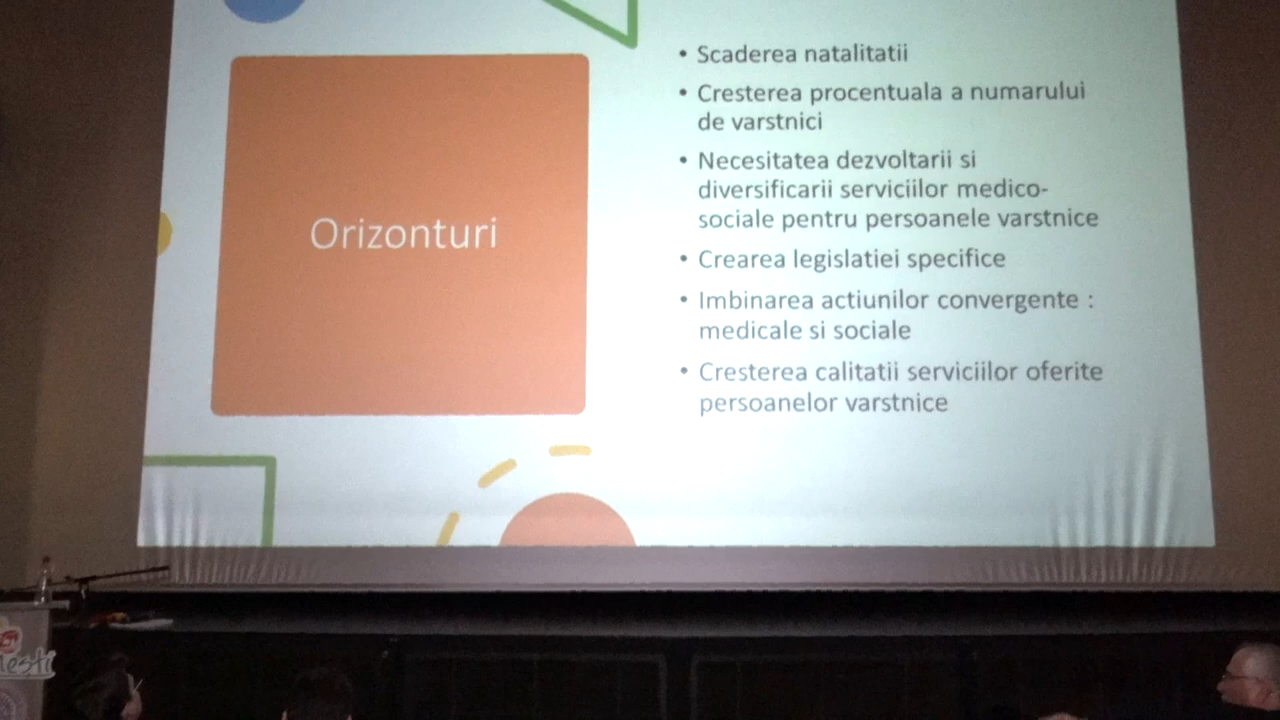 Orizonturi
• Scaderea natalitatii
• Cresterea procentuala a numarului
de varstnici
• Necesitatea dezvoltarii si
diversificarii serviciilor medico-
sociale pentru persoanele varstnice
• Crearea legislatiei specifice
• Imbinarea actiunilor convergente :
medicale si sociale
• Cresterea calitatii serviciilor oferite
persoanelor varstnice